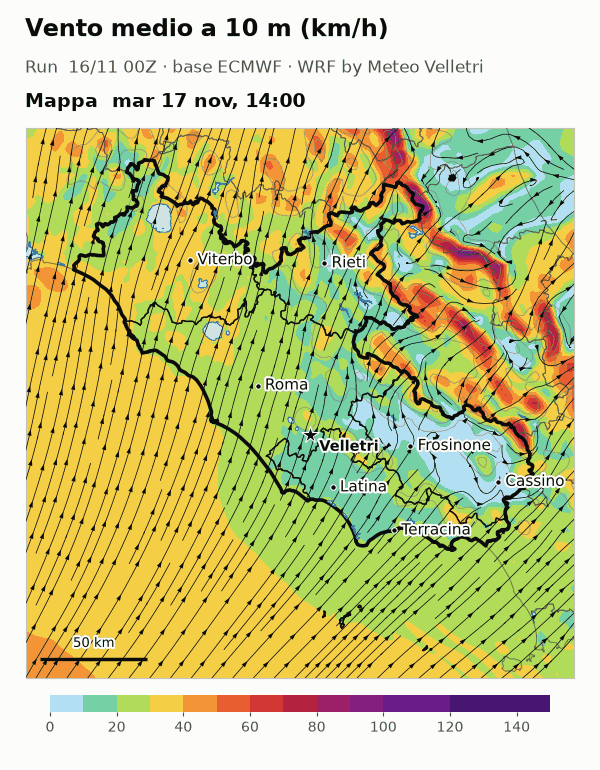 Vento medio a 10 m (km/h)
Run  16/11 00Z · base ECMWF · WRF by Meteo Velletri
Mappa  mar 17 nov, 14:00
Viterbo
Rieti
Roma
Velletri
Frosinone
Latina
Cassino
Terracina
50 km
0 20 40 60 80 100 120 140